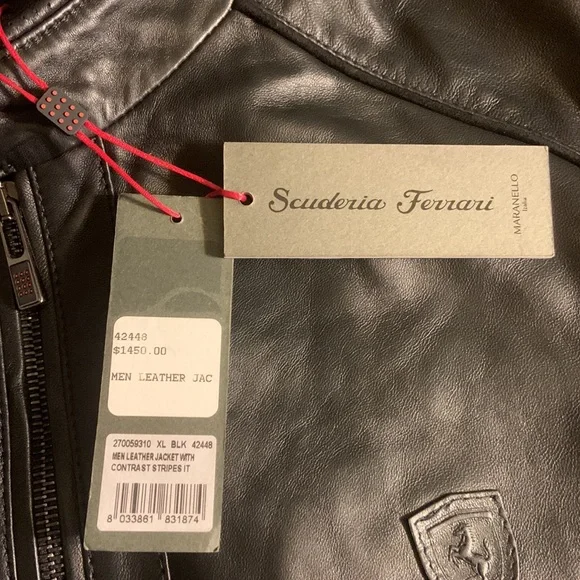 Scuderia Ferrari
MARANELLO
Italia
42448
$1450.00
MEN LEATHER JAC
270059310 XL BLK 42448
MEN LEATHER JACKET WITH
CONTRAST STRIPES IT
8 033861 831874